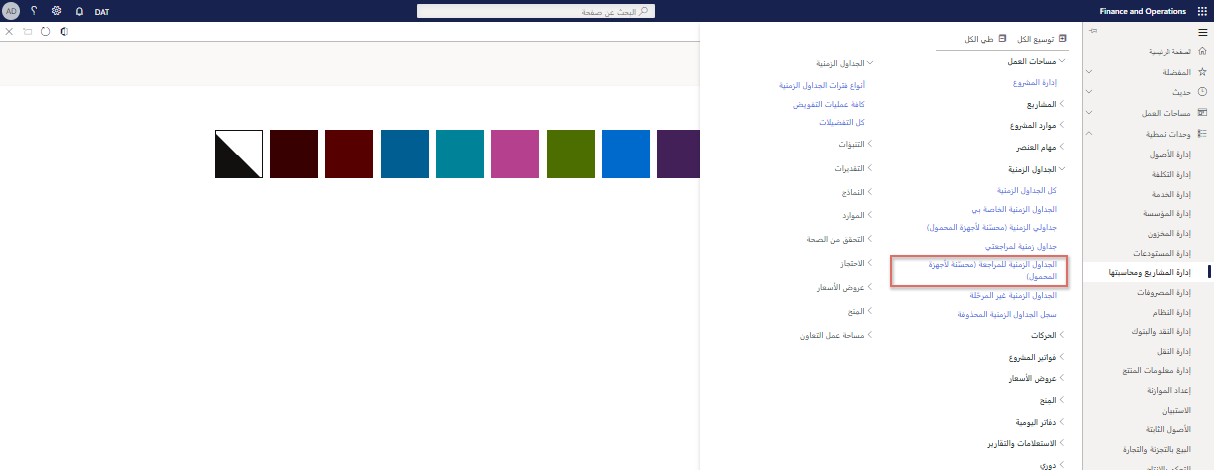 Finance and Operations
البحث عن صفحة
DAT
AD
الصفحة الرئيسية
المفضلة
حديث
مساحات العمل
وحدات نمطية
إدارة الأصول
إدارة التكلفة
إدارة الخدمة
إدارة المؤسسة
إدارة المخزون
إدارة المستودعات
إدارة المشاريع ومحاسبتها
إدارة المصروفات
إدارة النظام
إدارة النقد والبنوك
إدارة النقل
إدارة معلومات المنتج
إعداد الموازنة
الاستبيان
الأصول الثابتة
البيع بالتجزئة والتجارة
توسيع الكل
طي الكل
مساحات العمل
إدارة المشروع
المشاريع
موارد المشروع
مهام العنصر
الجداول الزمنية
كل الجداول الزمنية
الجداول الزمنية الخاصة بي
جداولي الزمنية (محسّنة لأجهزة المحمول)
جداول زمنية لمراجعتي
الجداول الزمنية للمراجعة (محسّنة لأجهزة
المحمول)
الجداول الزمنية غير المرحّلة
سجل الجداول الزمنية المحذوفة
الحركات
فواتير المشروع
عروض الأسعار
المِنح
دفاتر اليومية
الاستعلامات والتقارير
دوري
الجداول الزمنية
أنواع فترات الجداول الزمنية
كافة عمليات التفويض
كل التفضيلات
التنبؤات
التقديرات
النماذج
الموارد
التحقق من الصحة
الاحتجاز
عروض الأسعار
المِنح
مساحة عمل التعاون